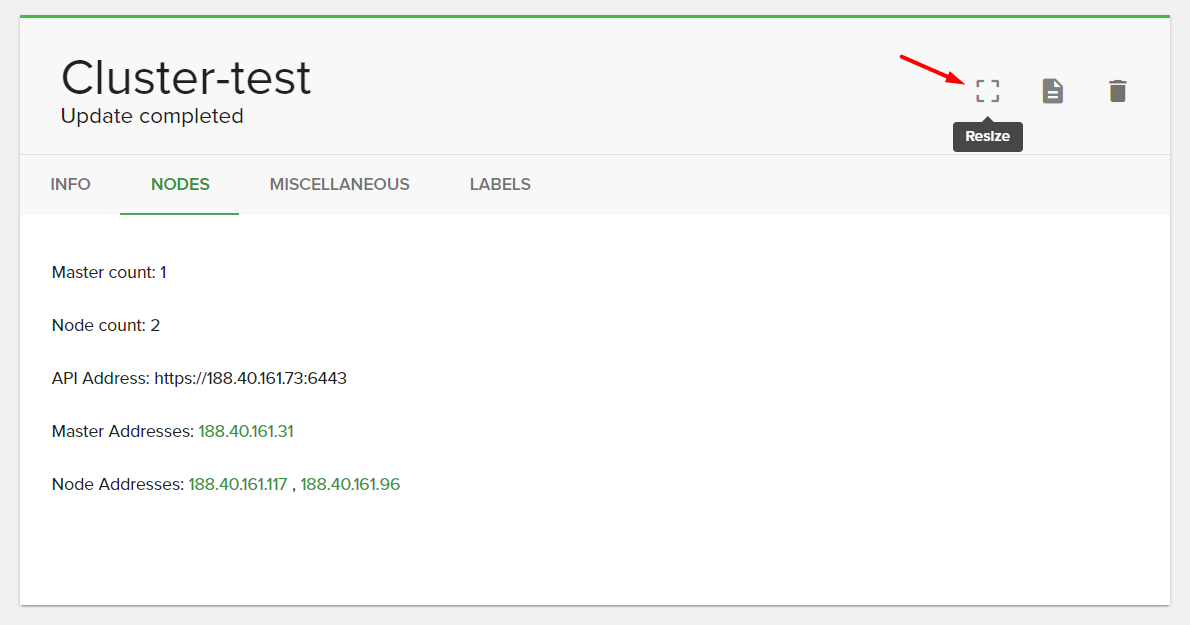 Cluster-test
Update completed
Resize
INFO NODES MISCELLANEOUS LABELS
Master count: 1
Node count: 2
API Address: https://188.40.161.73:6443
Master Addresses: 188.40.161.31
Node Addresses: 188.40.161.117 , 188.40.161.96